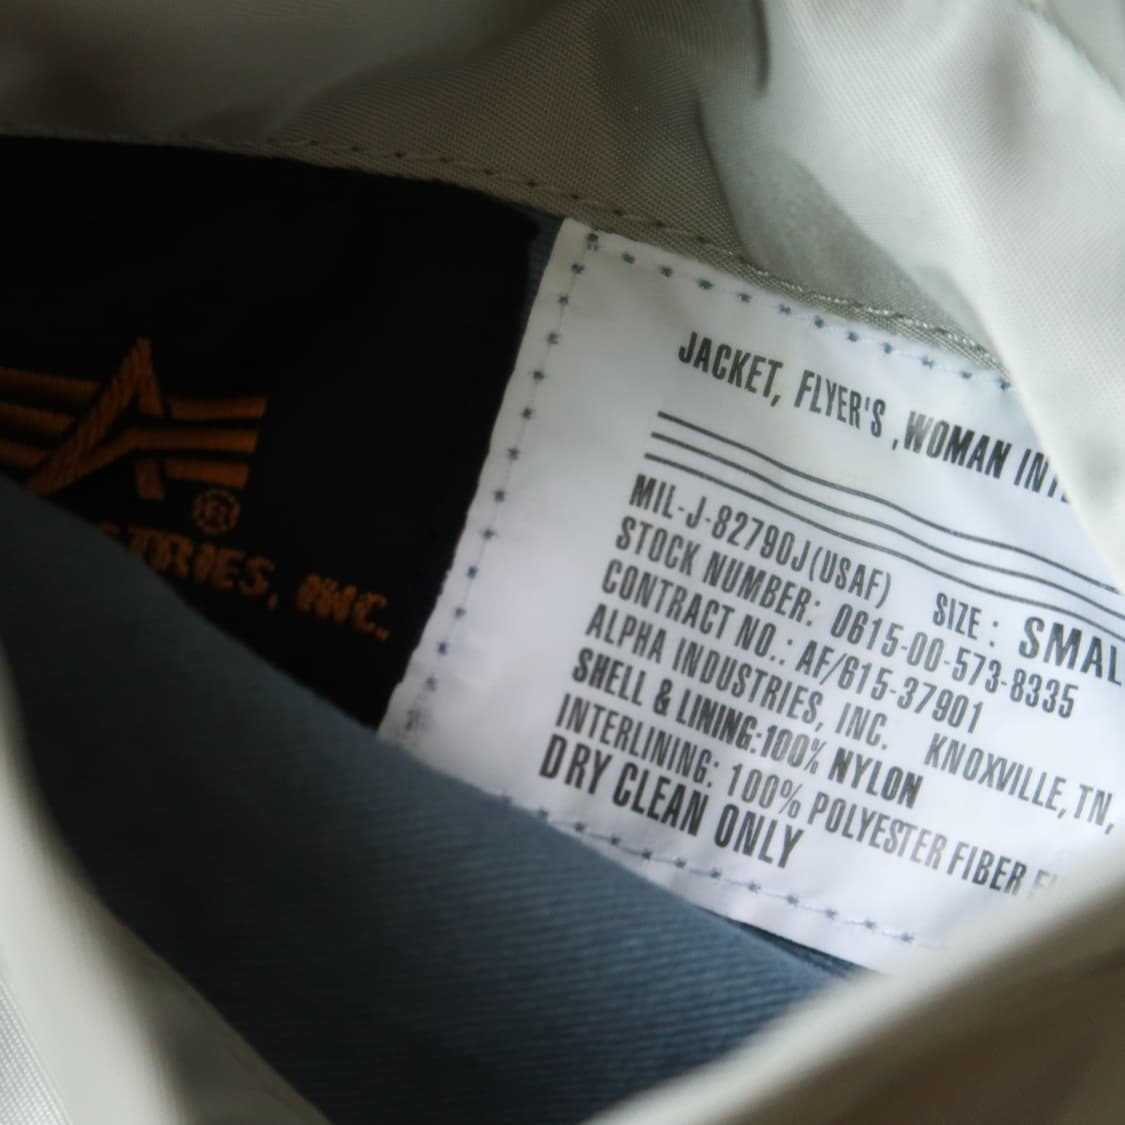 JACKET, FLYER'S ,WOMAN
MIL-J-82790J(USAF) SIZE : SMAL
STOCK NUMBER: 0615-00-573-8335
CONTRACT NO.: AF/615-37901
ALPHA INDUSTRIES, INC. KNOXVILLE, TN,
SHELL & LINING:100% NYLON
INTERLINING: 100% POLYESTER FIBER
DRY CLEAN ONLY
STRIES, INC.